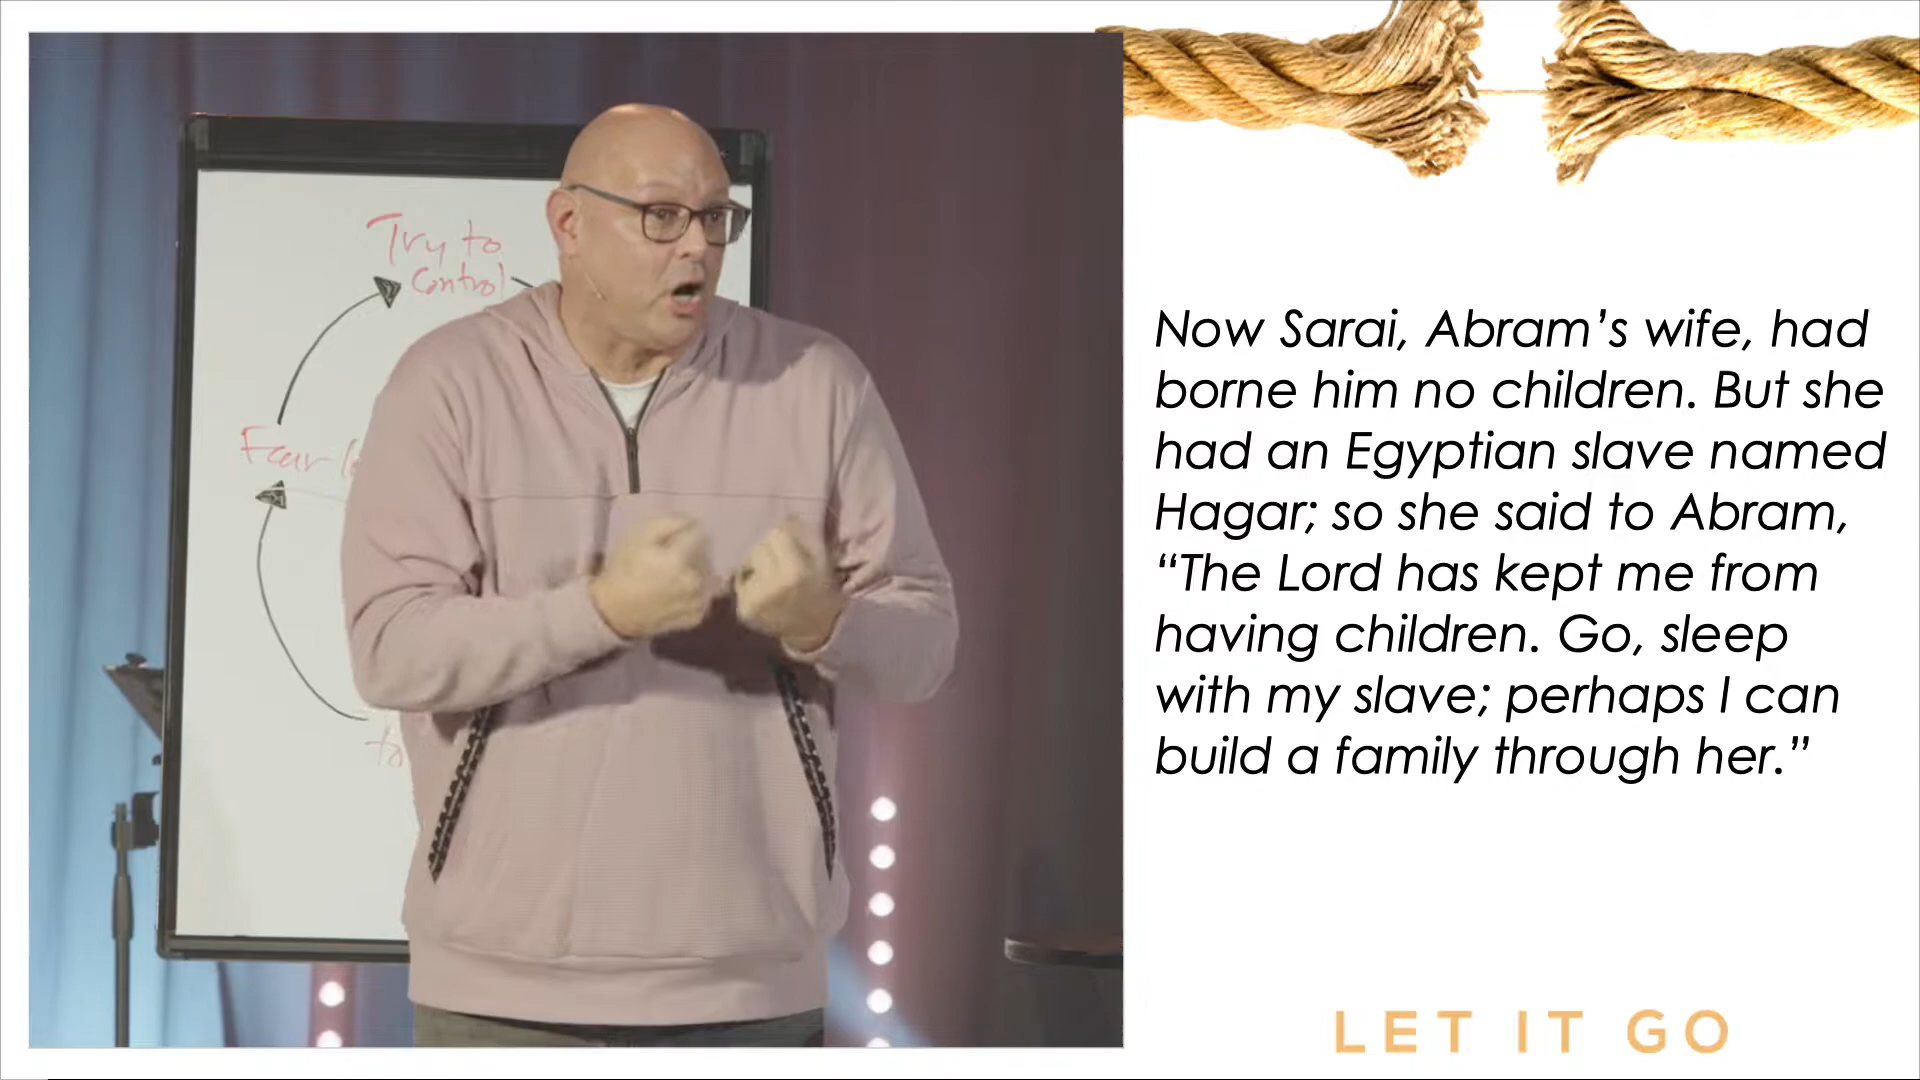 Try to
control
Fear
to
Now Sarai, Abram’s wife, had
borne him no children. But she
had an Egyptian slave named
Hagar; so she said to Abram,
“The Lord has kept me from
having children. Go, sleep
with my slave; perhaps I can
build a family through her.”
LET IT GO